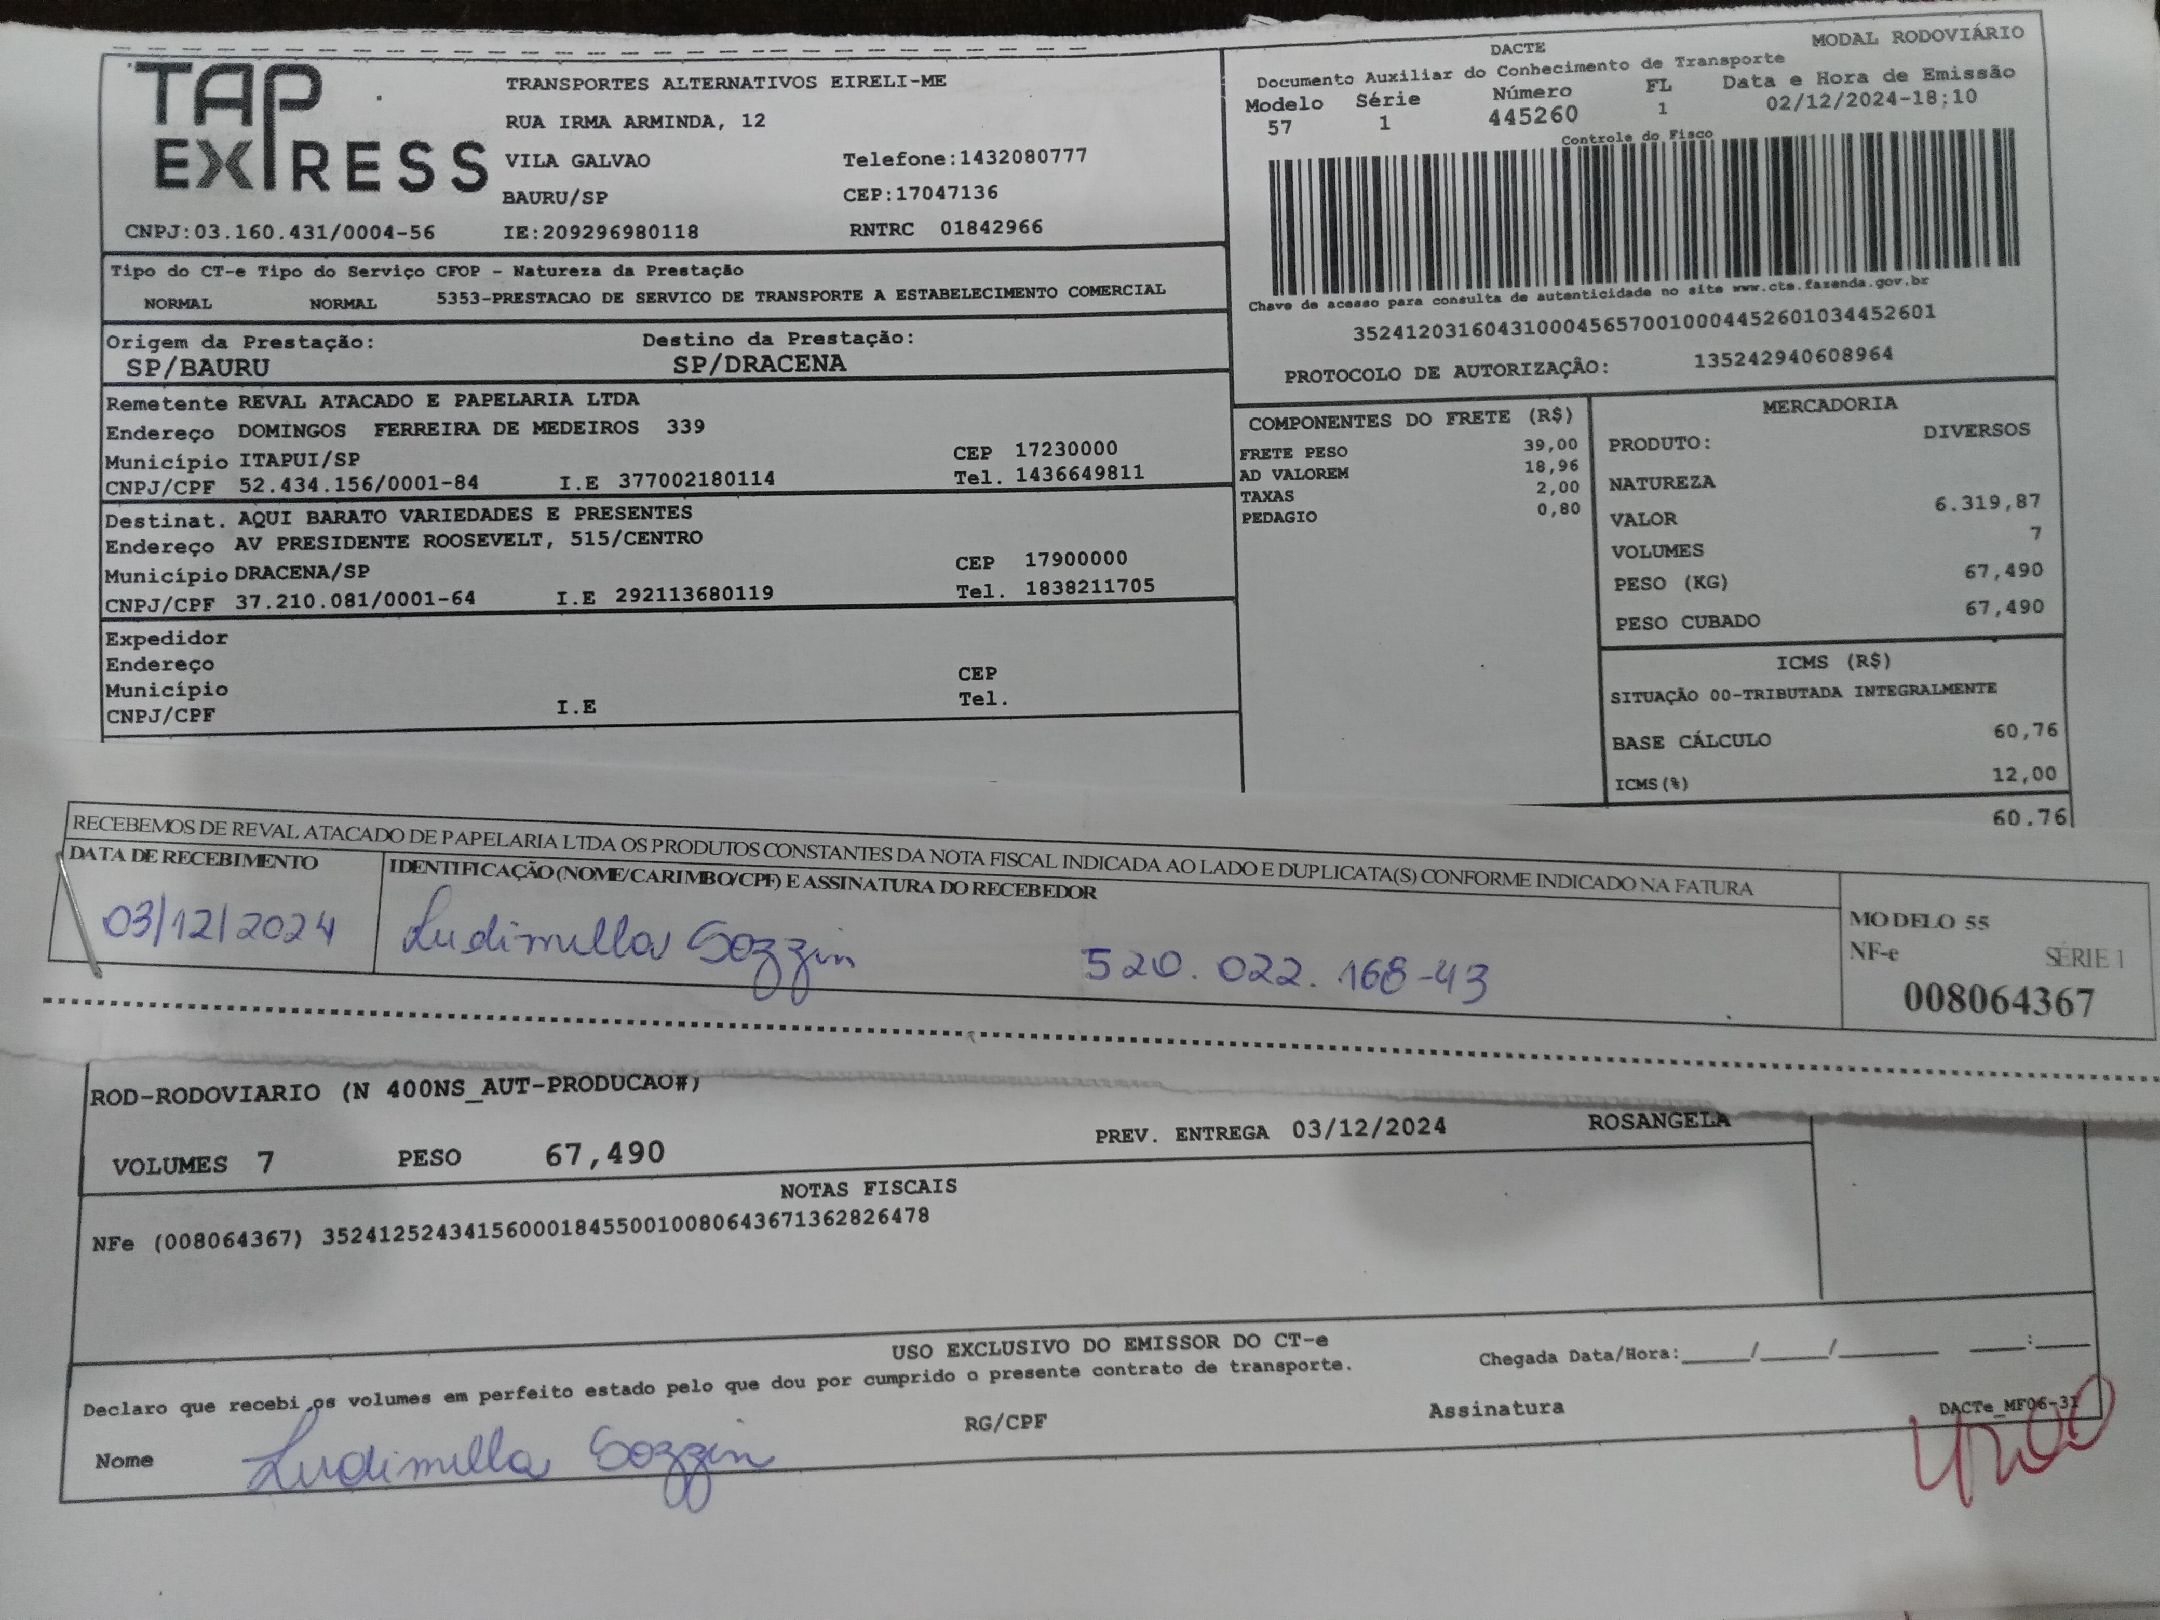 TAP EXPRESS
TRANSPORTES ALTERNATIVOS EIRELI-ME
RUA IRMA ARMINDA, 12
VILA GALVAO Telefone:1432080777
BAURU/SP CEP:17047136
CNPJ:03.160.431/0004-56 IE:209296980118 RNTRC 01842966
DACTE MODAL RODOVIÁRIO
Documento Auxiliar do Conhecimento de Transporte
Modelo Série Número FL Data e Hora de Emissão
57 1 445260 1 02/12/2024-18:10
Controle do Fisco
Chave de acesso para consulta de autenticidade no site www.cte.fazenda.gov.br
35241203160431000456570010004452601034452601
PROTOCOLO DE AUTORIZAÇÃO: 135242940608964
Tipo do CT-e Tipo do Serviço CFOP - Natureza da Prestação
NORMAL NORMAL 5353-PRESTACAO DE SERVICO DE TRANSPORTE A ESTABELECIMENTO COMERCIAL
Origem da Prestação: Destino da Prestação:
SP/BAURU SP/DRACENA
Remetente REVAL ATACADO E PAPELARIA LTDA
Endereço DOMINGOS FERREIRA DE MEDEIROS 339
Município ITAPUI/SP CEP 17230000
CNPJ/CPF 52.434.156/0001-84 I.E 377002180114 Tel. 1436649811
Destinat. AQUI BARATO VARIEDADES E PRESENTES
Endereço AV PRESIDENTE ROOSEVELT, 515/CENTRO
Município DRACENA/SP CEP 17900000
CNPJ/CPF 37.210.081/0001-64 I.E 292113680119 Tel. 1838211705
Expedidor
Endereço
Município CEP
CNPJ/CPF I.E Tel.
COMPONENTES DO FRETE (R$)
FRETE PESO 39,00
AD VALOREM 18,96
TAXAS 2,00
PEDAGIO 0,80
MERCADORIA
PRODUTO: DIVERSOS
NATUREZA
VALOR 6.319,87
VOLUMES 7
PESO (KG) 67,490
PESO CUBADO 67,490
ICMS (R$)
SITUAÇÃO 00-TRIBUTADA INTEGRALMENTE
BASE CÁLCULO 60,76
ICMS(%) 12,00
60,76
RECEBEMOS DE REVAL ATACADO DE PAPELARIA LTDA OS PRODUTOS CONSTANTES DA NOTA FISCAL INDICADA AO LADO E DUPLICATA(S) CONFORME INDICADO NA FATURA
DATA DE RECEBIMENTO IDENTIFICAÇÃO (NOME/CARIMBO/CPF) E ASSINATURA DO RECEBEDOR
03/12/2024 Ludimilla Sozzin 520.022.168-43
MODELO 55
NF-e SÉRIE 1
008064367
ROD-RODOVIARIO (N 400NS_AUT-PRODUCAO#)
VOLUMES 7 PESO 67,490 PREV. ENTREGA 03/12/2024 ROSANGELA
NOTAS FISCAIS
NFe (008064367) 35241252434156000184550010080643671362826478
USO EXCLUSIVO DO EMISSOR DO CT-e
Declaro que recebi os volumes em perfeito estado pelo que dou por cumprido o presente contrato de transporte. Chegada Data/Hora:____/____/______ ___:___
RG/CPF Assinatura DACTe_MF06-31
Nome Ludimilla Sozzin